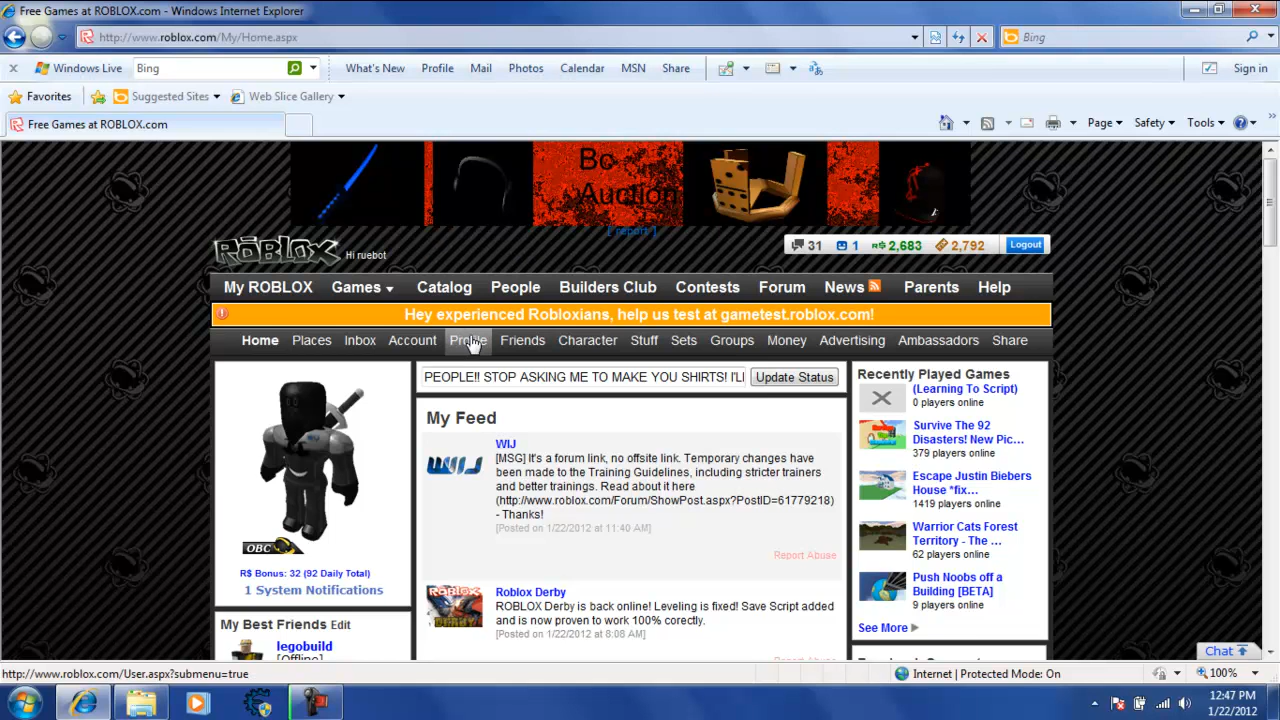 Free Games at ROBLOX.com - Windows Internet Explorer
http://www.roblox.com/My/Home.aspx
Bing
Windows Live
Bing
What's New
Profile
Mail
Photos
Calendar
MSN
Share
Sign in
Favorites
Suggested Sites
Web Slice Gallery
Free Games at ROBLOX.com
Page
Safety
Tools
Bc
Auction
[ report ]
ROBLOX
Hi ruebot
31
1
R$ 2,683
2,792
Logout
My ROBLOX
Games
Catalog
People
Builders Club
Contests
Forum
News
Parents
Help
Hey experienced Robloxians, help us test at gametest.roblox.com!
Home
Places
Inbox
Account
Profile
Friends
Character
Stuff
Sets
Groups
Money
Advertising
Ambassadors
Share
OBC
R$ Bonus: 32 (92 Daily Total)
1 System Notifications
My Best Friends Edit
legobuild
[Offline]
PEOPLE!! STOP ASKING ME TO MAKE YOU SHIRTS! I'L
Update Status
My Feed
WIJ
WIJ
[MSG] It's a forum link, no offsite link. Temporary changes have
been made to the Training Guidelines, including stricter trainers
and better trainings. Read about it here
(http://www.roblox.com/Forum/ShowPost.aspx?PostID=61779218)
- Thanks!
[Posted on 1/22/2012 at 11:40 AM]
Report Abuse
ROBLOX
Roblox Derby
ROBLOX Derby is back online! Leveling is fixed! Save Script added
and is now proven to work 100% corectly.
[Posted on 1/22/2012 at 8:08 AM]
Recently Played Games
(Learning To Script)
0 players online
Survive The 92
Disasters! New Pic...
379 players online
Escape Justin Biebers
House *fix...
1419 players online
Warrior Cats Forest
Territory - The ...
62 players online
Push Noobs off a
Building [BETA]
9 players online
See More
Chat
http://www.roblox.com/User.aspx?submenu=true
Internet | Protected Mode: On
100%
12:47 PM
1/22/2012